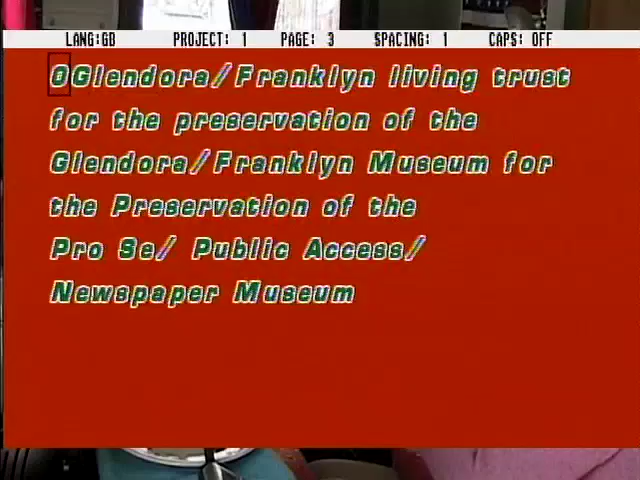 LANG:GB PROJECT: 1 PAGE: 3 SPACING: 1 CAPS: OFF
OGlendora/Franklyn living trust
for the preservation of the
Glendora/Franklyn Museum for
the Preservation of the
Pro Se/ Public Access/
Newspaper Museum